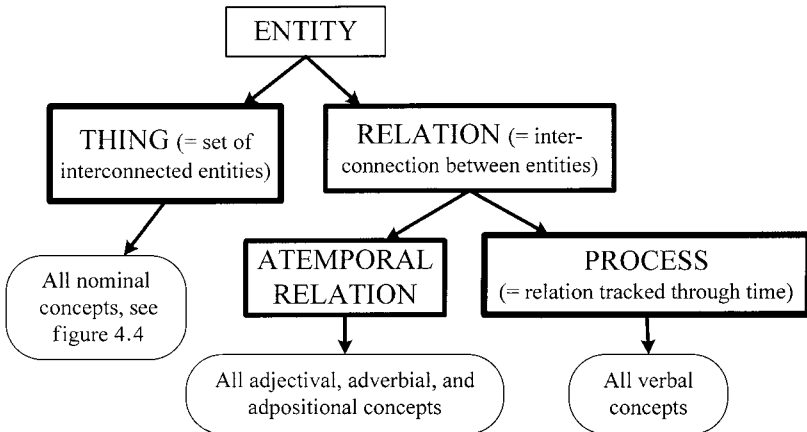 ENTITY
THING (= set of
interconnected entities)
RELATION (= inter-
connection between entities)
All nominal
concepts, see
figure 4.4
ATEMPORAL
RELATION
PROCESS
(= relation tracked through time)
All adjectival, adverbial, and
adpositional concepts
All verbal
concepts